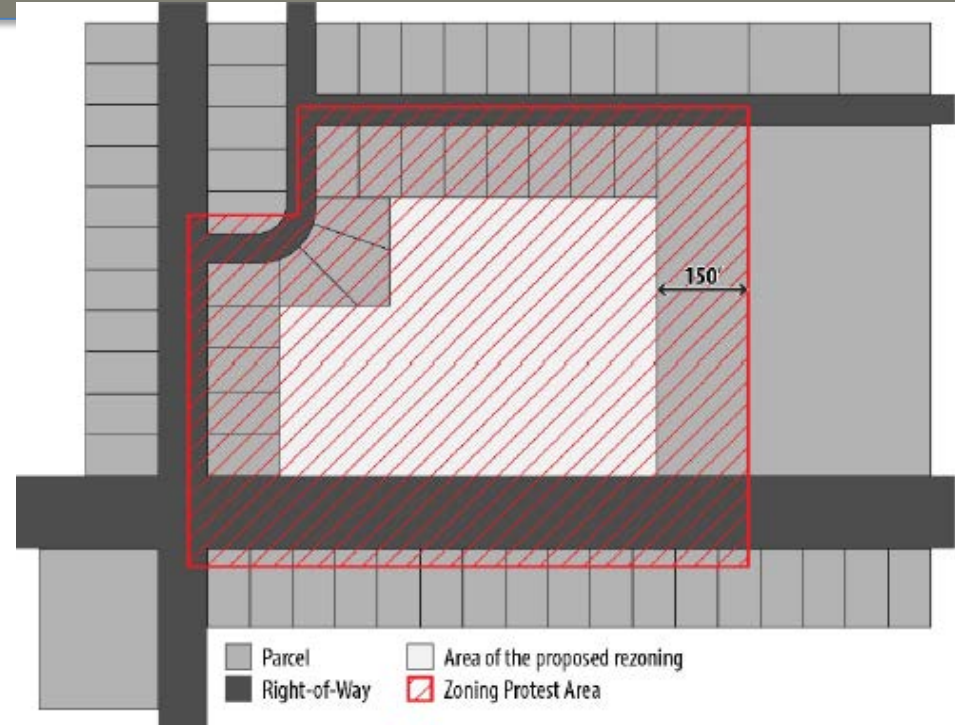 150'
Parcel
Area of the proposed rezoning
Right-of-Way
Zoning Protest Area